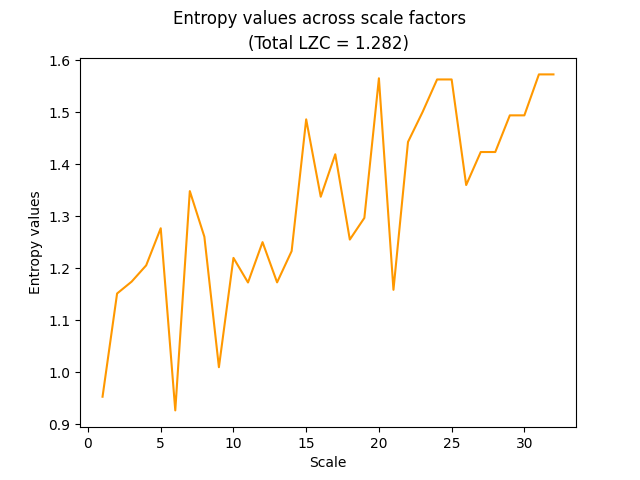 Entropy values across scale factors
(Total LZC = 1.282)
1.6
1.5
1.4
1.3
1.2
1.1
1.0
0.9
Entropy values
0 5 10 15 20 25 30
Scale